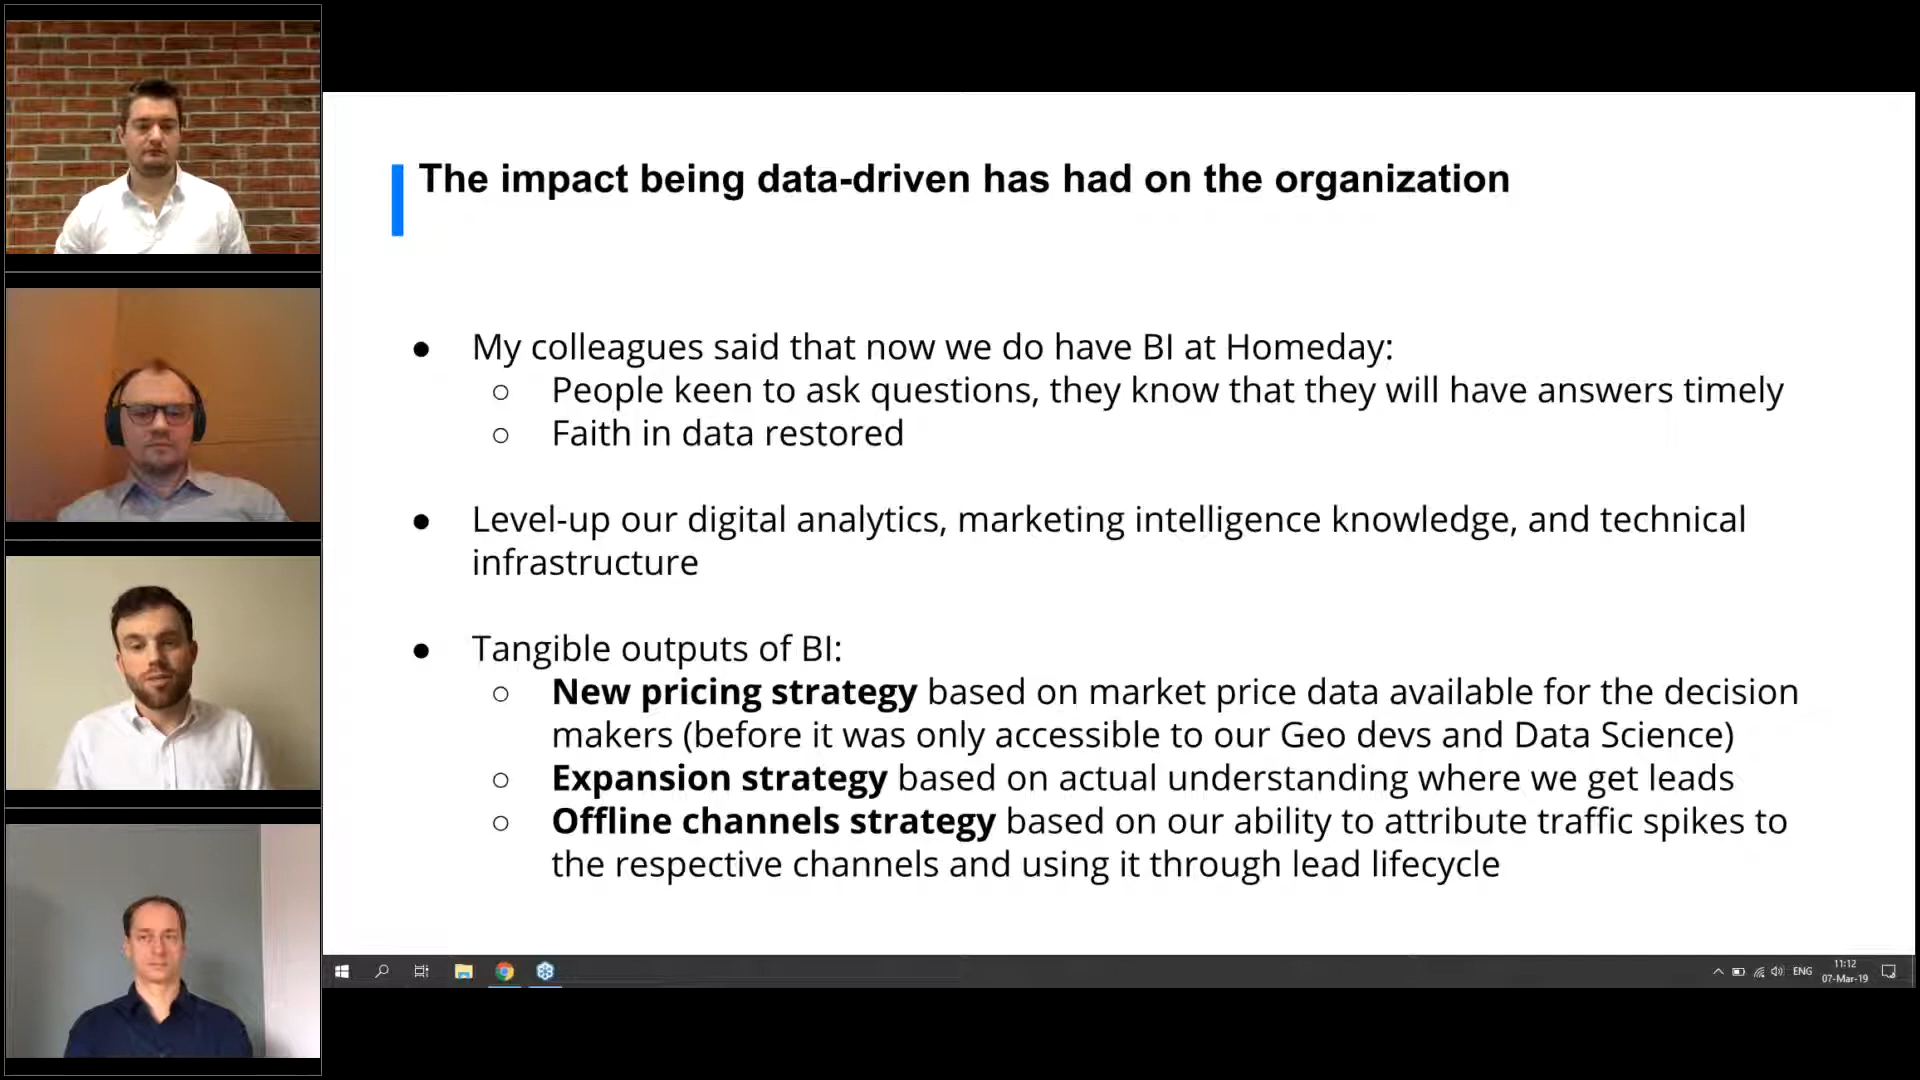 The impact being data-driven has had on the organization
● My colleagues said that now we do have BI at Homeday:
○ People keen to ask questions, they know that they will have answers timely
○ Faith in data restored
● Level-up our digital analytics, marketing intelligence knowledge, and technical
infrastructure
● Tangible outputs of BI:
○ New pricing strategy based on market price data available for the decision
makers (before it was only accessible to our Geo devs and Data Science)
○ Expansion strategy based on actual understanding where we get leads
○ Offline channels strategy based on our ability to attribute traffic spikes to
the respective channels and using it through lead lifecycle
ENG
11:12
07-Mar-19